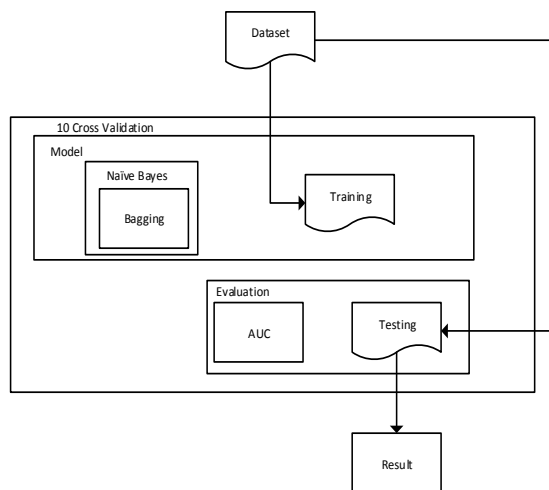 Dataset
10 Cross Validation
Model
Naïve Bayes
Bagging
Training
Evaluation
AUC
Testing
Result